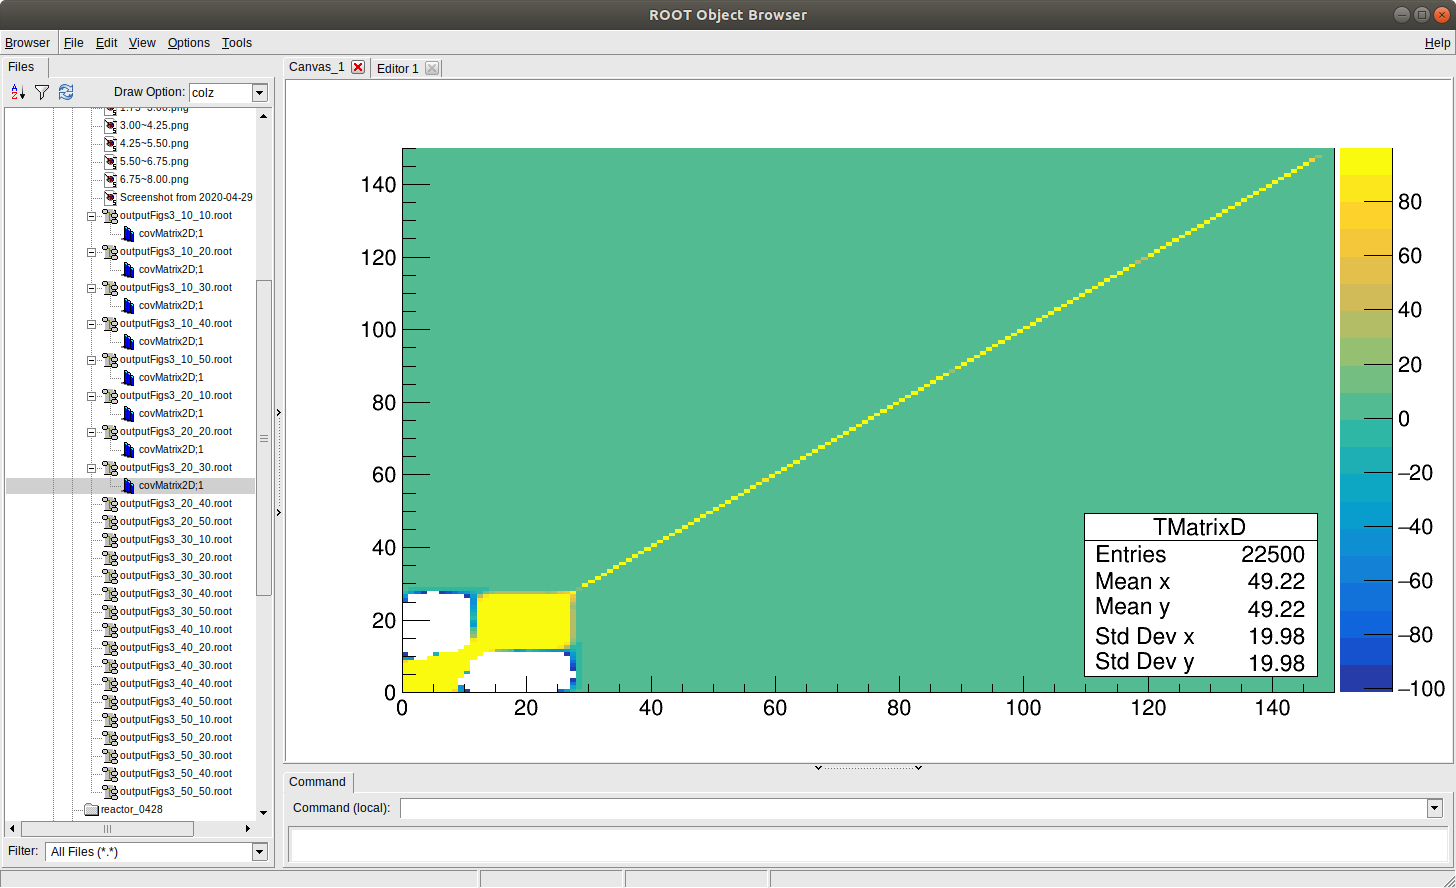 ROOT Object Browser
Browser File Edit View Options Tools Help
Files
Draw Option: colz
3.00~4.25.png
4.25~5.50.png
5.50~6.75.png
6.75~8.00.png
Screenshot from 2020-04-29
outputFigs3_10_10.root
covMatrix2D;1
outputFigs3_10_20.root
covMatrix2D;1
outputFigs3_10_30.root
covMatrix2D;1
outputFigs3_10_40.root
covMatrix2D;1
outputFigs3_10_50.root
covMatrix2D;1
outputFigs3_20_10.root
covMatrix2D;1
outputFigs3_20_20.root
covMatrix2D;1
outputFigs3_20_30.root
covMatrix2D;1
outputFigs3_20_40.root
outputFigs3_20_50.root
outputFigs3_30_10.root
outputFigs3_30_20.root
outputFigs3_30_30.root
outputFigs3_30_40.root
outputFigs3_30_50.root
outputFigs3_40_10.root
outputFigs3_40_20.root
outputFigs3_40_30.root
outputFigs3_40_40.root
outputFigs3_40_50.root
outputFigs3_50_10.root
outputFigs3_50_20.root
outputFigs3_50_30.root
outputFigs3_50_40.root
outputFigs3_50_50.root
reactor_0428
Filter: All Files (*.*)
Canvas_1 Editor 1
140
120
100
80
60
40
20
0
0 20 40 60 80 100 120 140
TMatrixD
Entries 22500
Mean x 49.22
Mean y 49.22
Std Dev x 19.98
Std Dev y 19.98
80
60
40
20
0
−20
−40
−60
−80
−100
Command
Command (local):